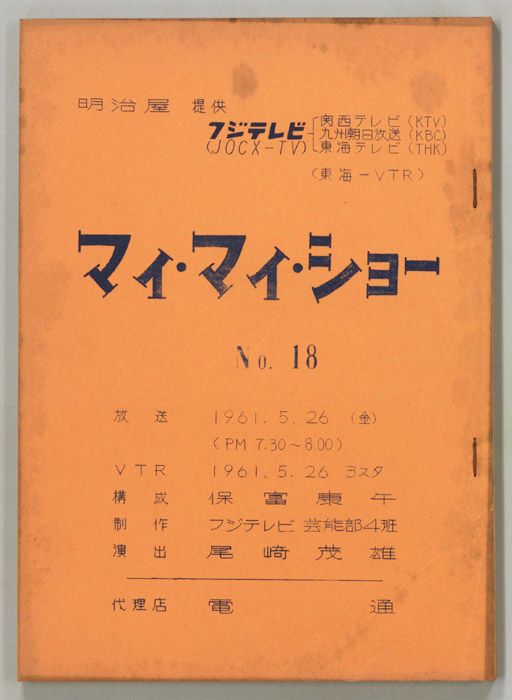 明治屋 提供
フジテレビ 関西テレビ (KTV)
(JOCX-TV) 九州朝日放送 (KBC)
東海テレビ (THK)
(東海-VTR)
マイ・マイ・ショー
No. 18
放送 1961.5.26 (金)
(PM 7.30~8.00)
VTR 1961.5.26 3スタ
構成 保富康午
制作 フジテレビ 芸能部4班
演出 尾崎茂雄
代理店 電通